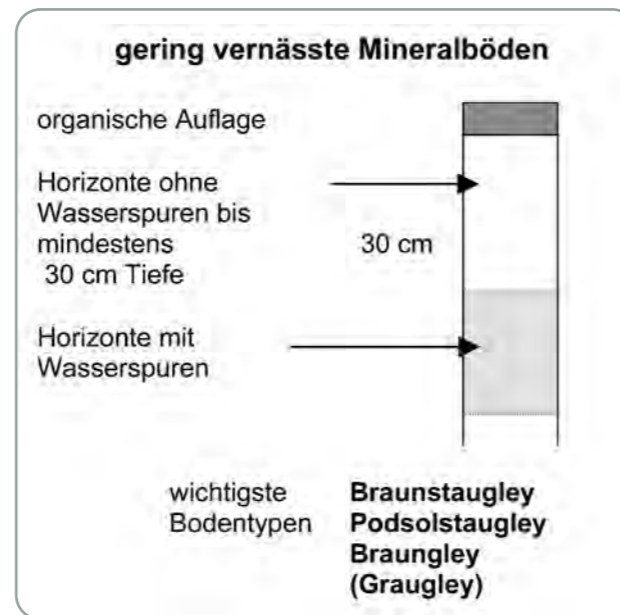 gering vernässte Mineralböden
organische Auflage
Horizonte ohne
Wasserspuren bis
mindestens
30 cm Tiefe
30 cm
Horizonte mit
Wasserspuren
wichtigste
Bodentypen
Braunstaugley
Podsolstaugley
Braungley
(Graugley)